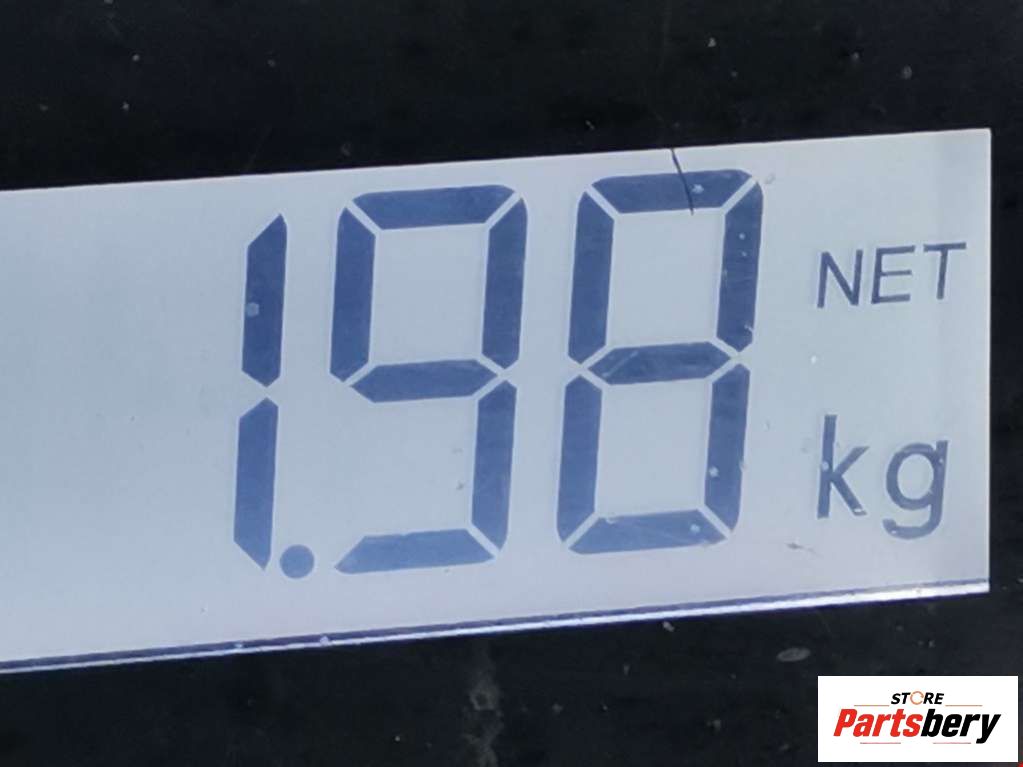 1.98 NET
kg
STORE
Partsbery